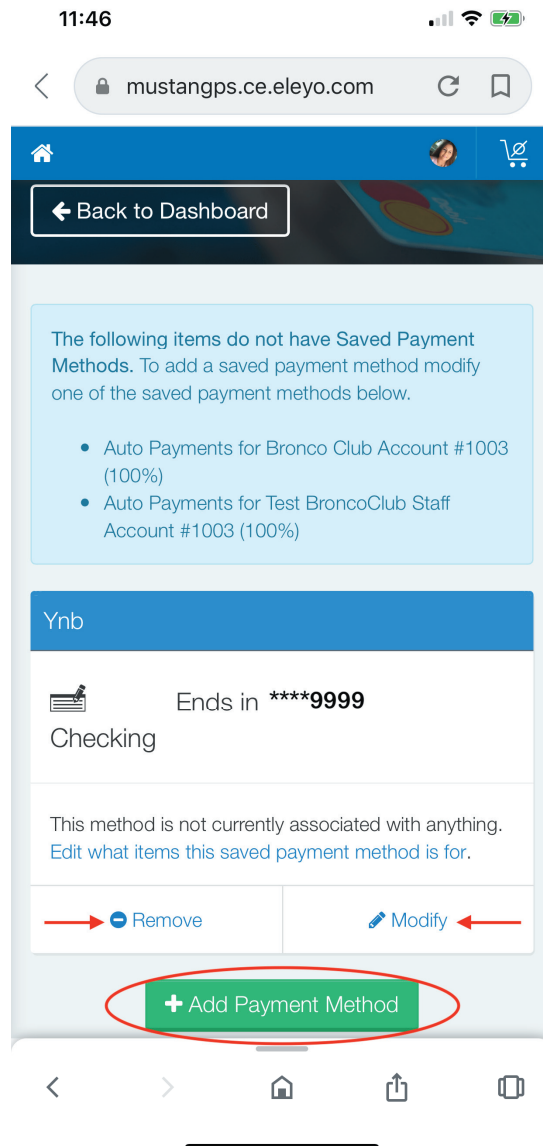 11:46
mustangps.ce.eleyo.com
Back to Dashboard
debit
The following items do not have Saved Payment
Methods. To add a saved payment method modify
one of the saved payment methods below.
Auto Payments for Bronco Club Account #1003
(100%)
Auto Payments for Test BroncoClub Staff
Account #1003 (100%)
Ynb
Ends in ****9999
Checking
This method is not currently associated with anything.
Edit what items this saved payment method is for.
Remove
Modify
Add Payment Method